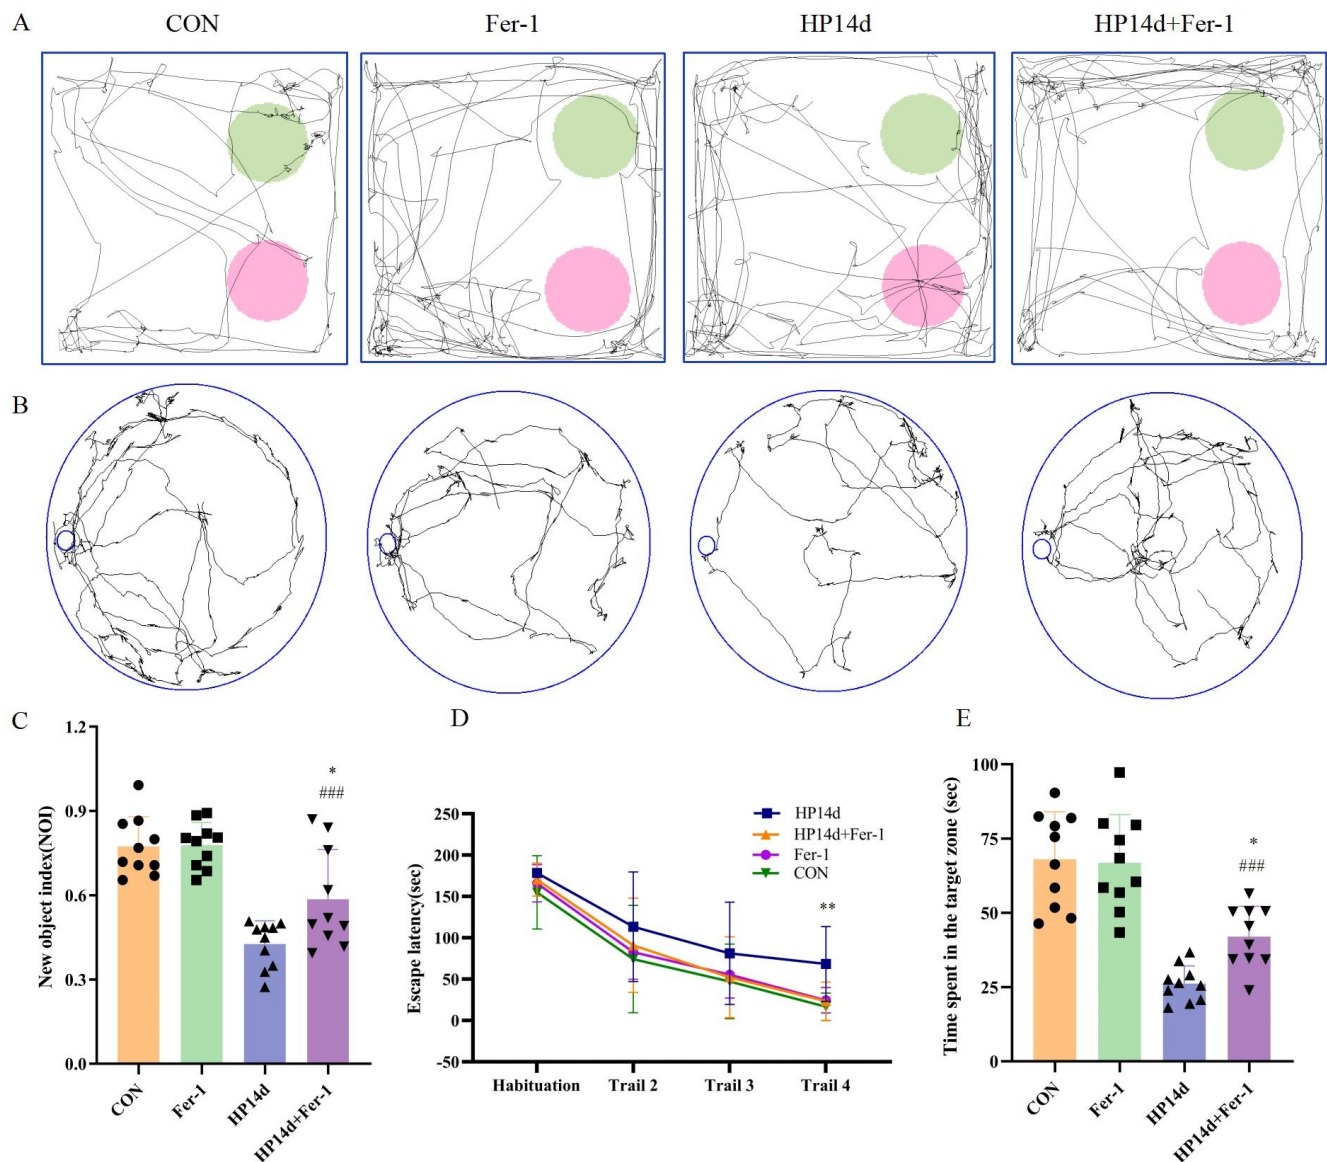 A
CON
Fer-1
HP14d
HP14d+Fer-1
B
C
New object index(NOI)
1.2
0.9
0.6
0.3
0.0
*
###
CON
Fer-1
HP14d
HP14d+Fer-1
D
Escape latency(sec)
250
200
150
100
50
0
-50
HP14d
HP14d+Fer-1
Fer-1
CON
**
Habituation
Trail 2
Trail 3
Trail 4
E
Time spent in the target zone (sec)
100
75
50
25
0
*
###
CON
Fer-1
HP14d
HP14d+Fer-1